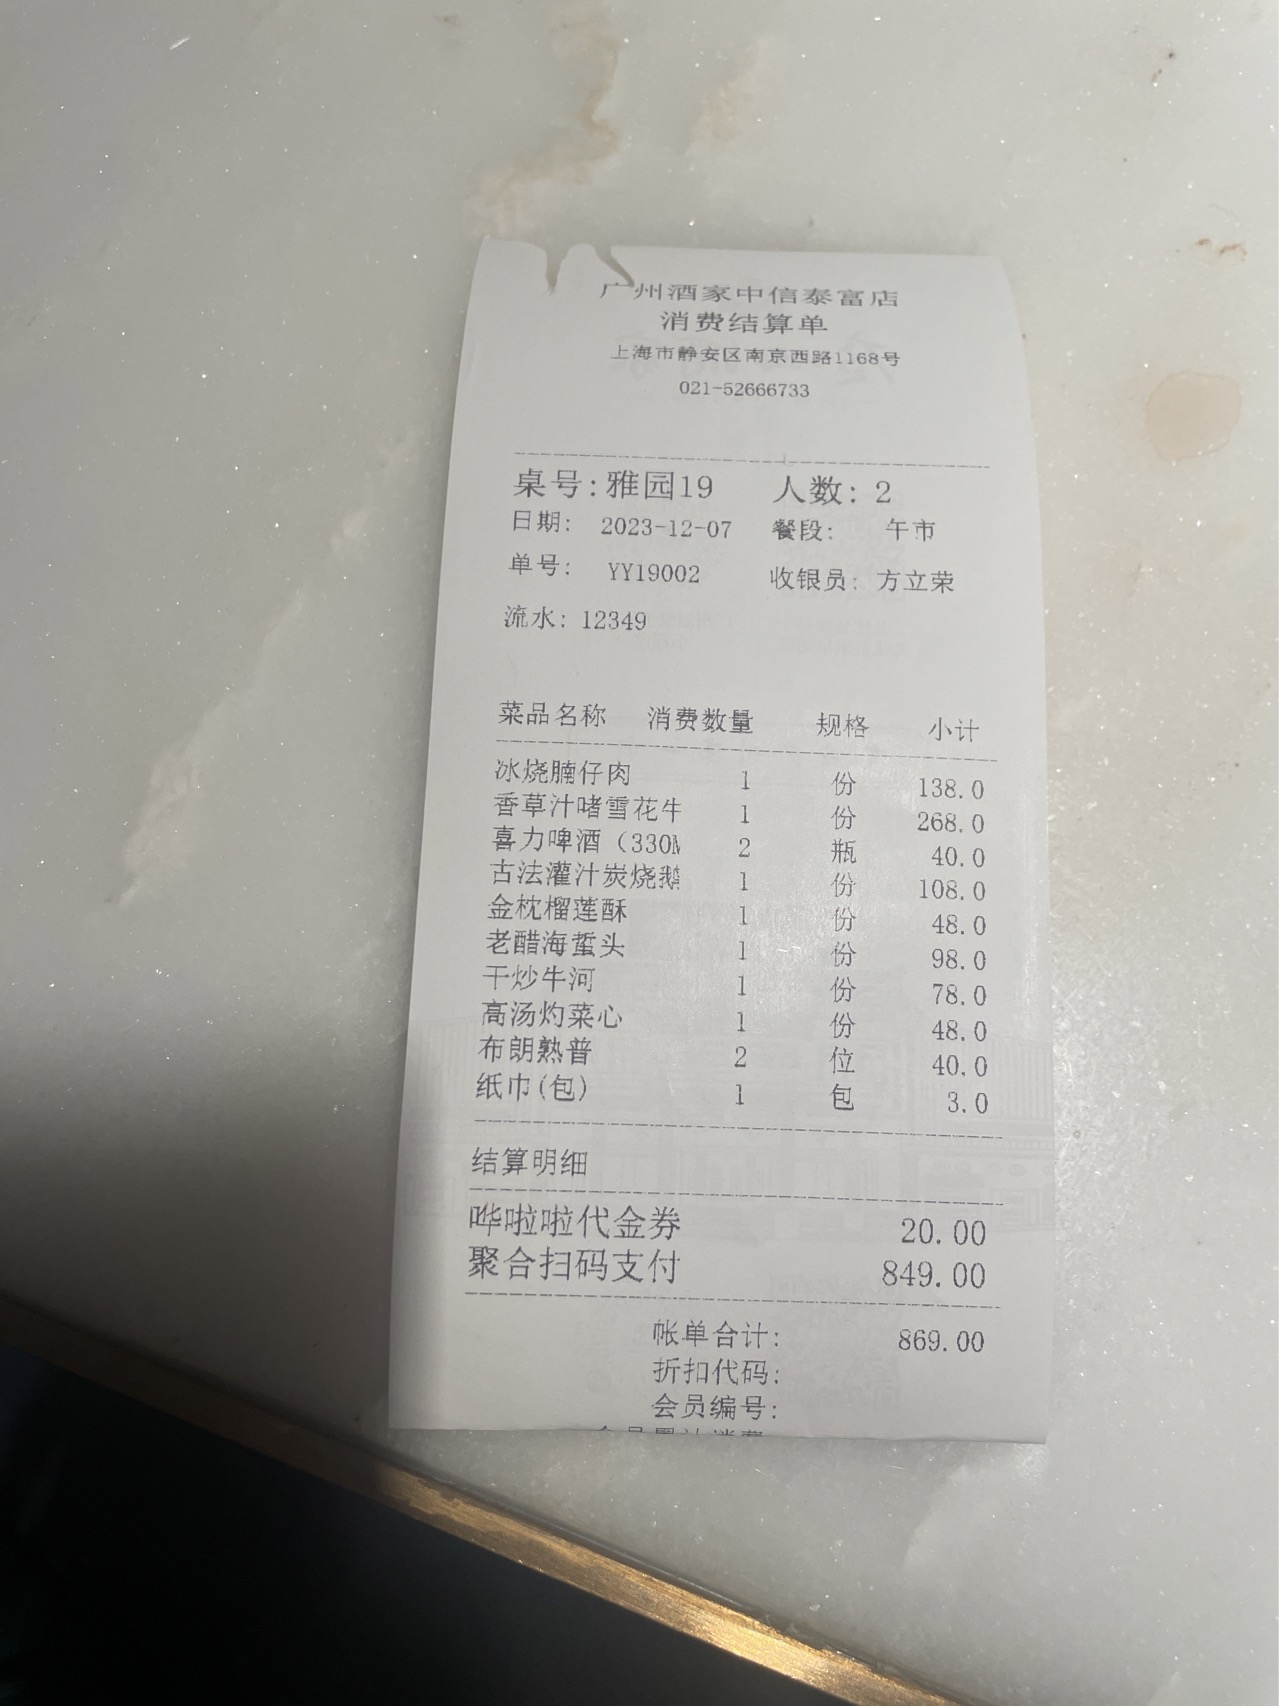 广州酒家中信泰富店
消费结算单
上海市静安区南京西路1168号
021-52666733
桌号:雅园19 人数: 2
日期: 2023-12-07 餐段: 午市
单号: YY19002 收银员: 方立荣
流水: 12349
菜品名称 消费数量 规格 小计
冰烧腩仔肉 1 份 138.0
香草汁啫雪花牛 1 份 268.0
喜力啤酒（330M 2 瓶 40.0
古法灌汁炭烧鹅 1 份 108.0
金枕榴莲酥 1 份 48.0
老醋海蜇头 1 份 98.0
干炒牛河 1 份 78.0
高汤灼菜心 1 份 48.0
布朗熟普 2 位 40.0
纸巾(包) 1 包 3.0
结算明细
哗啦啦代金券 20.00
聚合扫码支付 849.00
帐单合计: 869.00
折扣代码:
会员编号: